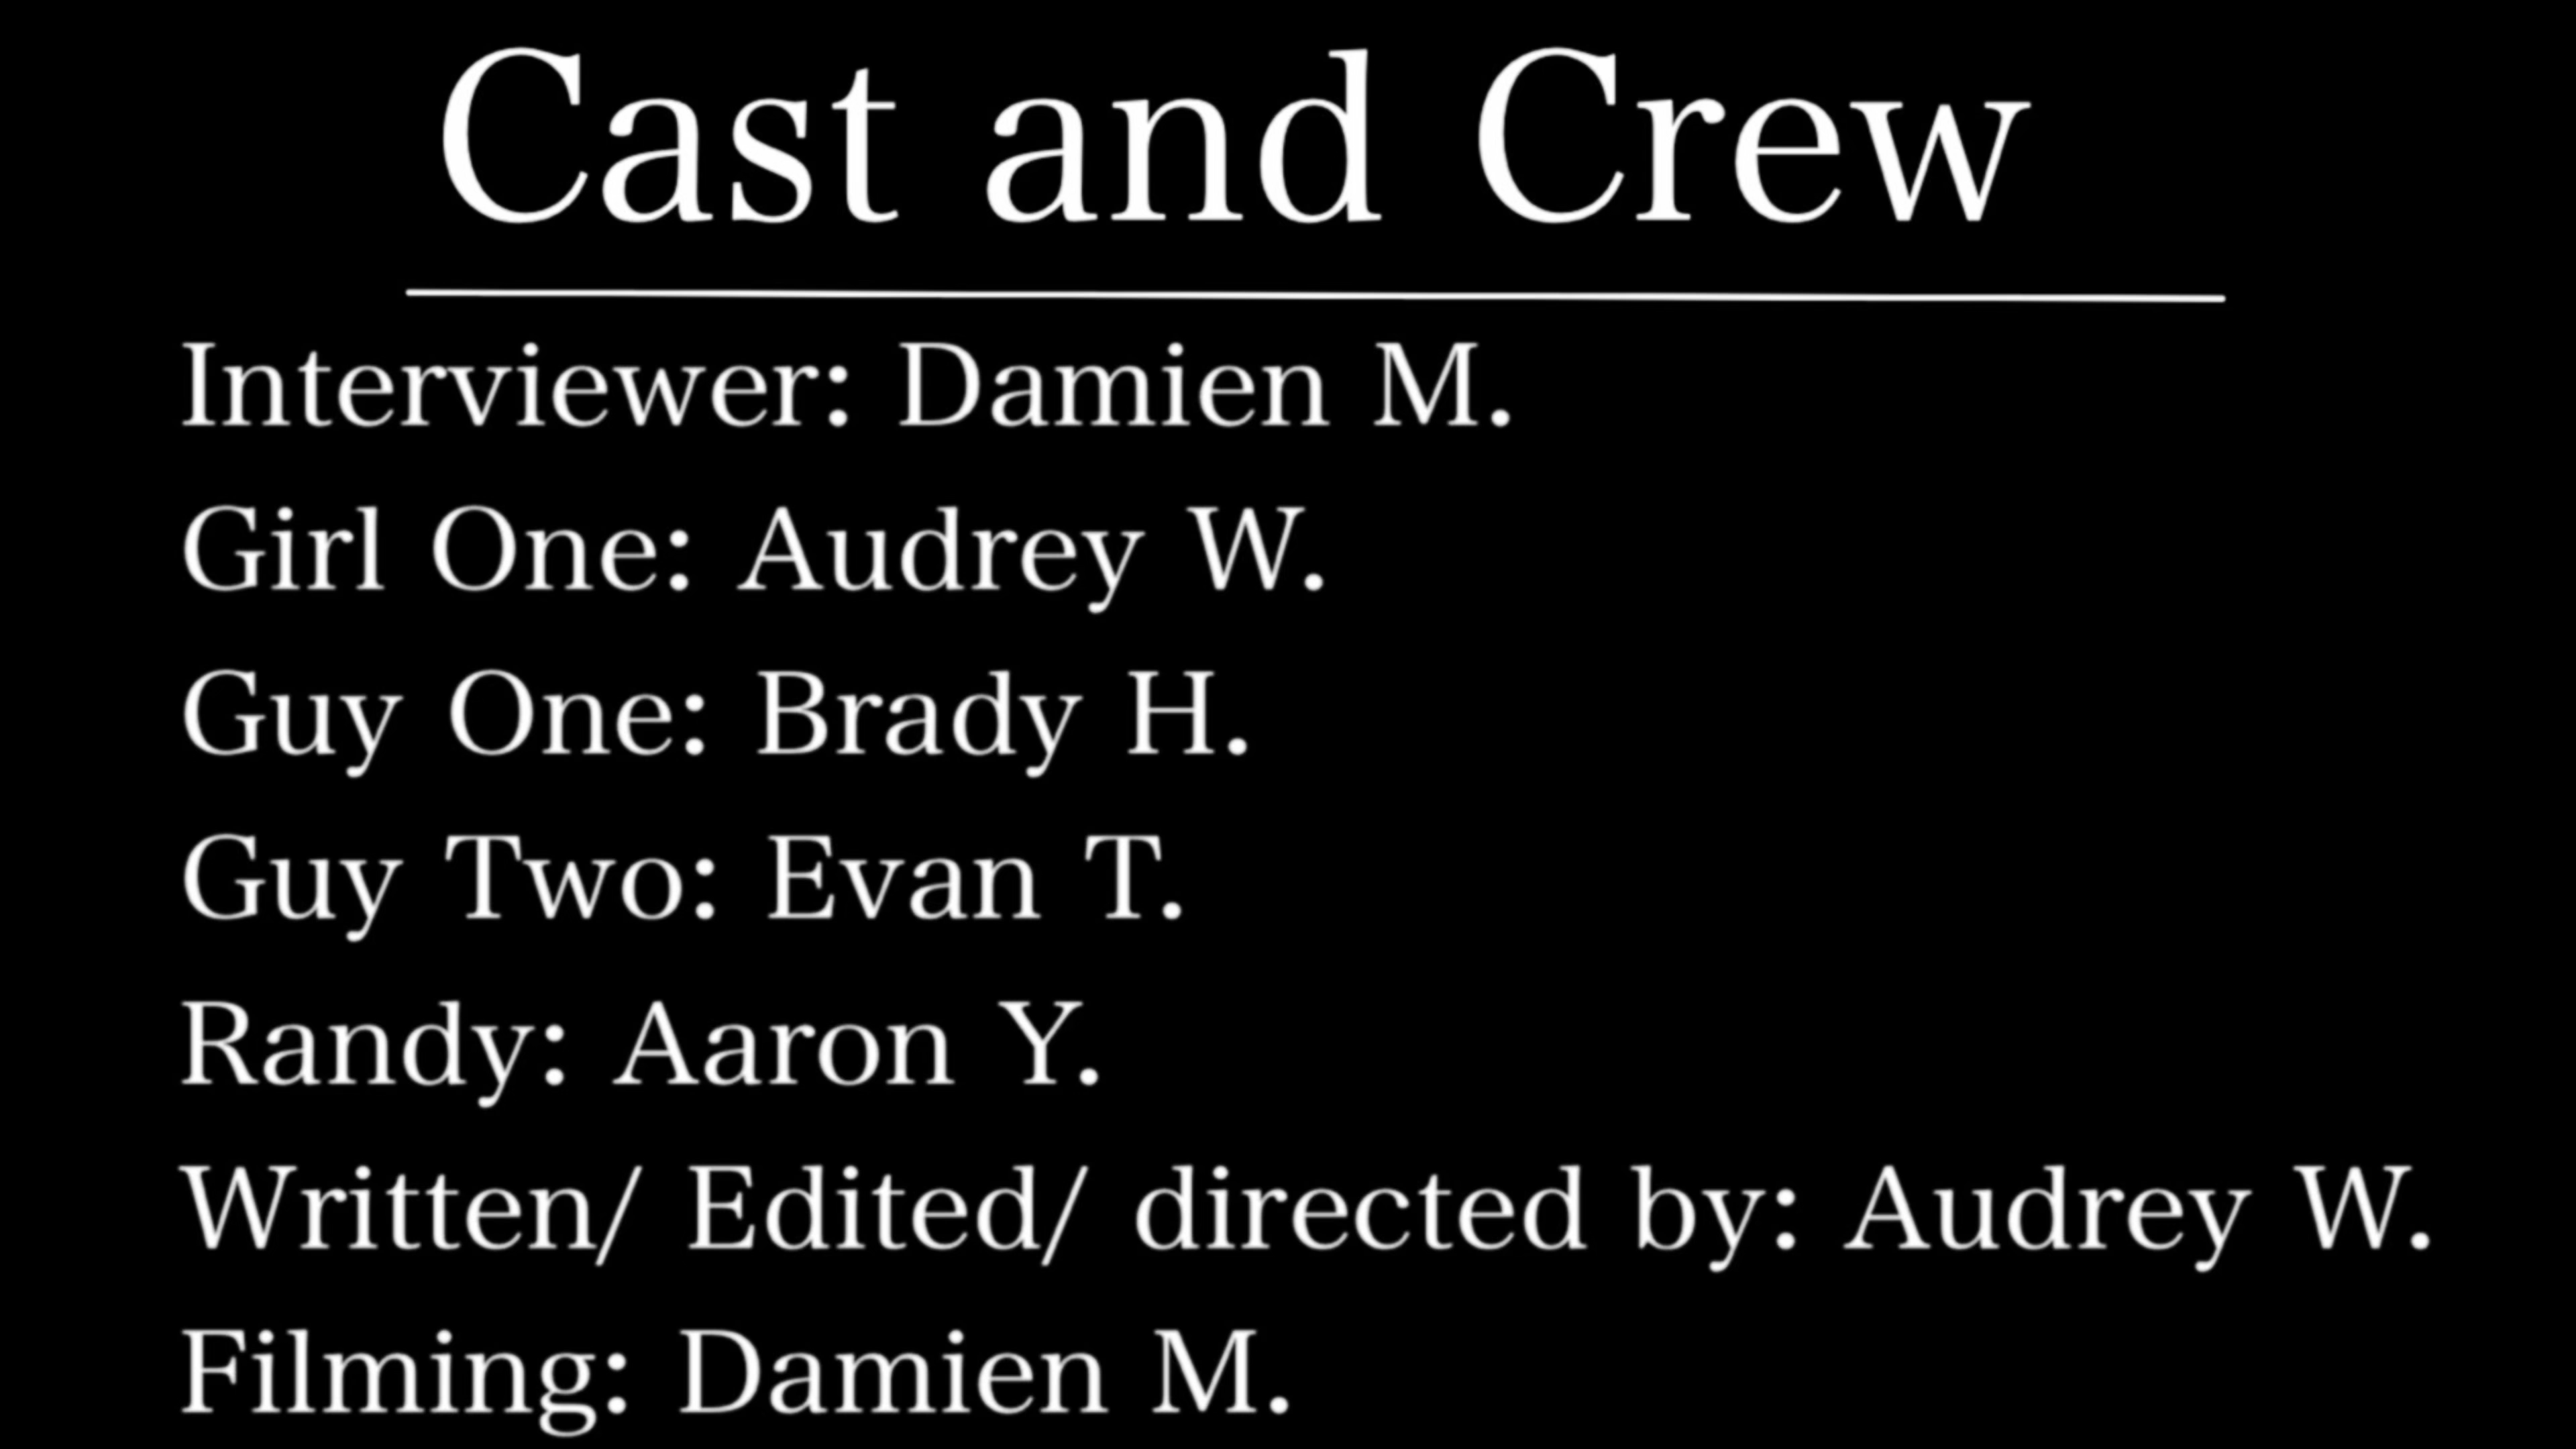 Cast and Crew
Interviewer: Damien M.
Girl One: Audrey W.
Guy One: Brady H.
Guy Two: Evan T.
Randy: Aaron Y.
Written/ Edited/ directed by: Audrey W.
Filming: Damien M.